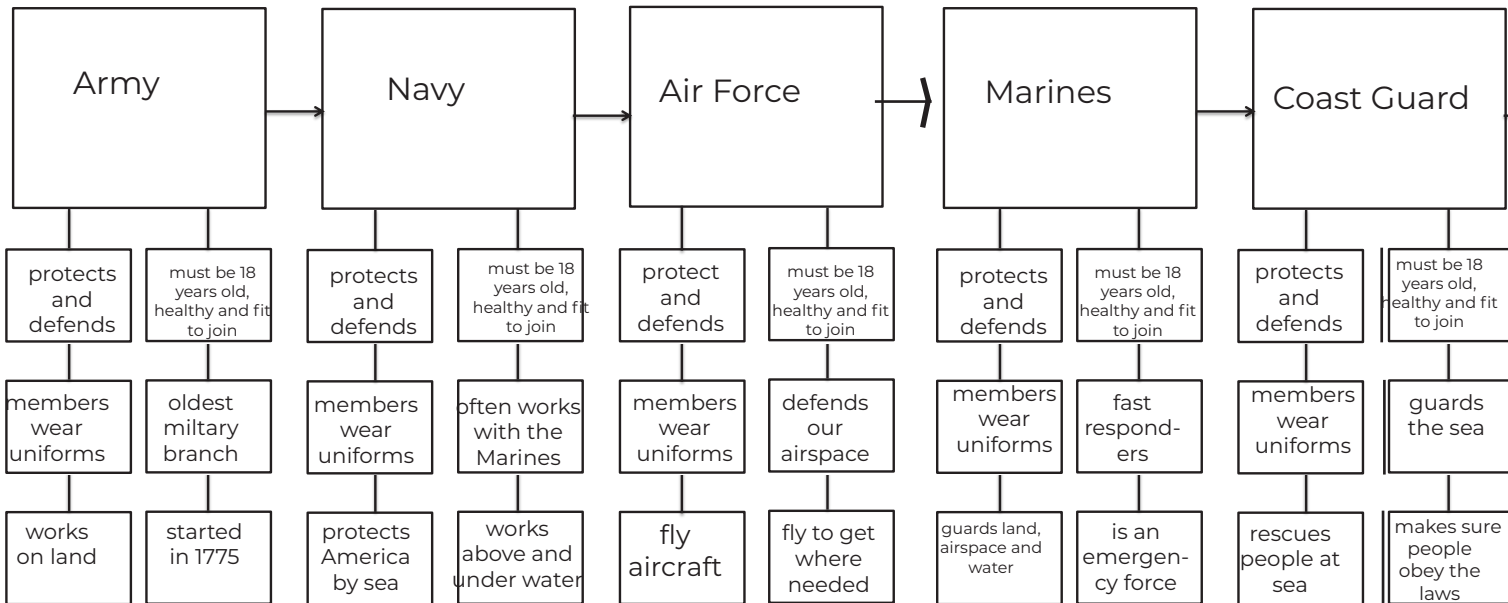 Army
Navy
Air Force
Marines
Coast Guard
protects
and
defends
must be 18
years old,
healthy and fit
to join
protects
and
defends
must be 18
years old,
healthy and fit
to join
protect
and
defends
must be 18
years old,
healthy and fit
to join
protects
and
defends
must be 18
years old,
healthy and fit
to join
protects
and
defends
must be 18
years old,
healthy and fit
to join
members
wear
uniforms
oldest
miltary
branch
members
wear
uniforms
often works
with the
Marines
members
wear
uniforms
defends
our
airspace
members
wear
uniforms
fast
respond-
ers
members
wear
uniforms
guards
the sea
works
on land
started
in 1775
protects
America
by sea
works
above and
under water
fly
aircraft
fly to get
where
needed
guards land,
airspace and
water
is an
emergen-
cy force
rescues
people at
sea
makes sure
people
obey the
laws